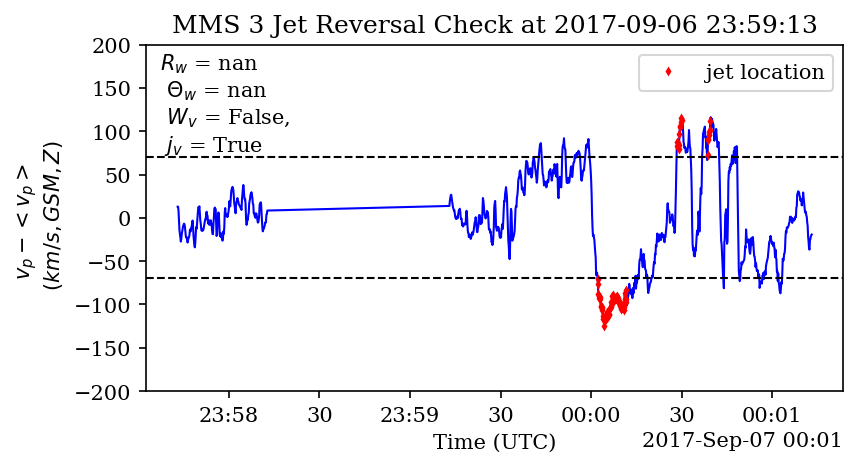 MMS 3 Jet Reversal Check at 2017-09-06 23:59:13
200
150
100
50
0
−50
−100
−150
−200
v_p − <v_p>
(km/s, GSM, Z)
R_w = nan
Θ_w = nan
W_v = False,
j_v = True
jet location
23:58
30
23:59
30
00:00
30
00:01
Time (UTC)
2017-Sep-07 00:01